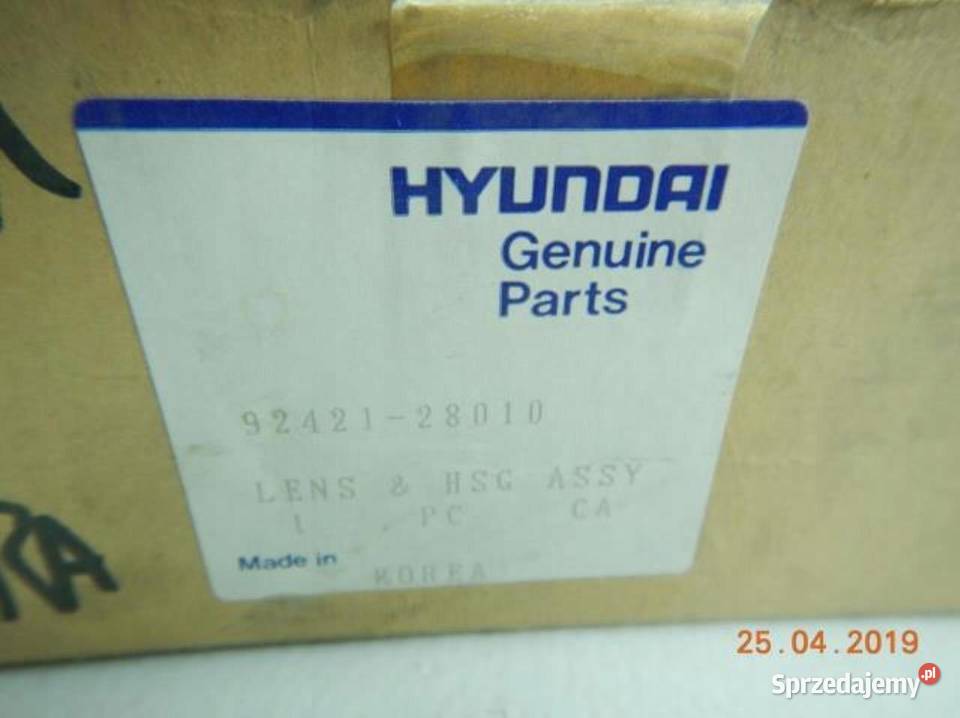 HYUNDAI
Genuine
Parts
92421-28010
LENS & HSG ASSY
1 PC CA
Made in
KOREA
25.04.2019
Sprzedajemy.pl